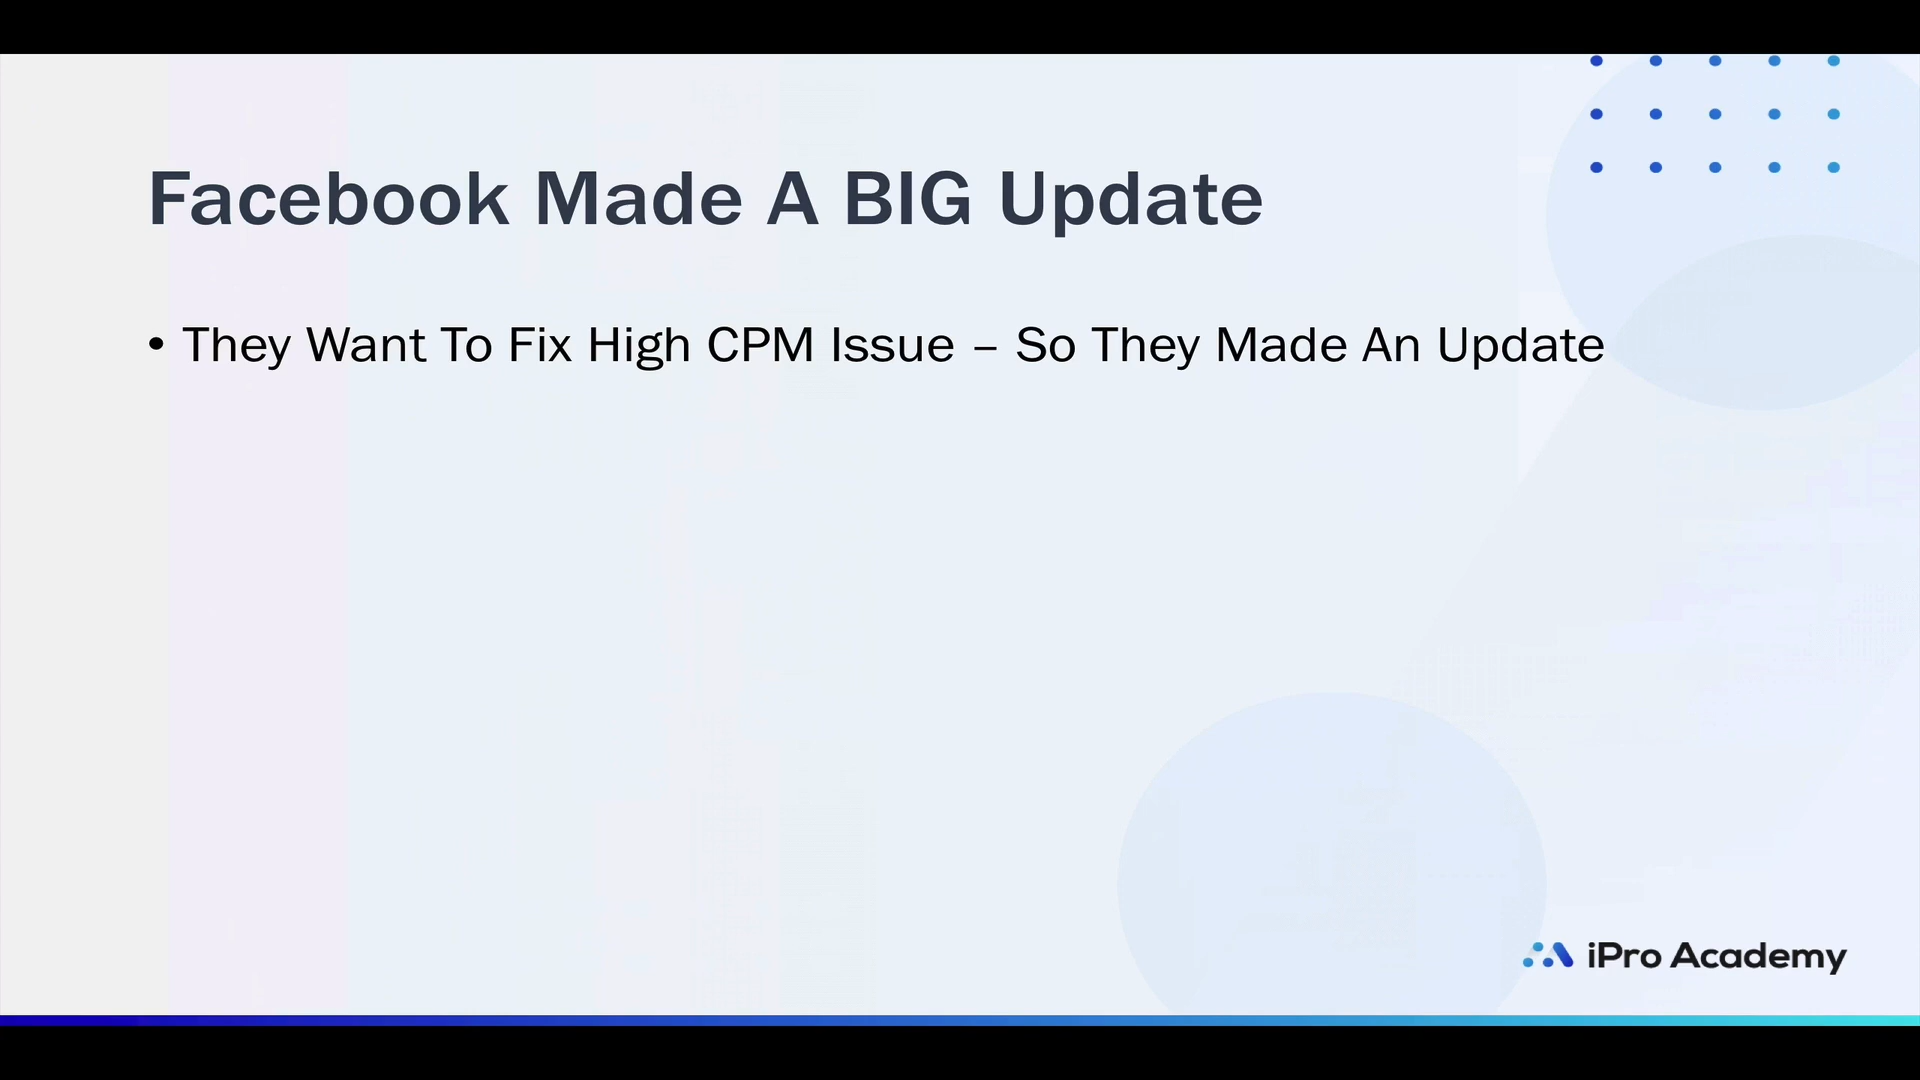 Facebook Made A BIG Update
• They Want To Fix High CPM Issue – So They Made An Update
iPro Academy